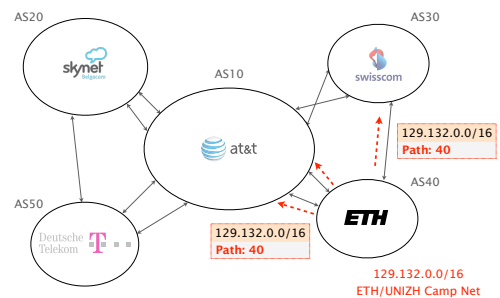 AS20
AS30
skynet
belgacom
swisscom
AS10
at&t
129.132.0.0/16
Path: 40
AS50
AS40
Deutsche
Telekom
T
ETH
129.132.0.0/16
Path: 40
129.132.0.0/16
ETH/UNIZH Camp Net